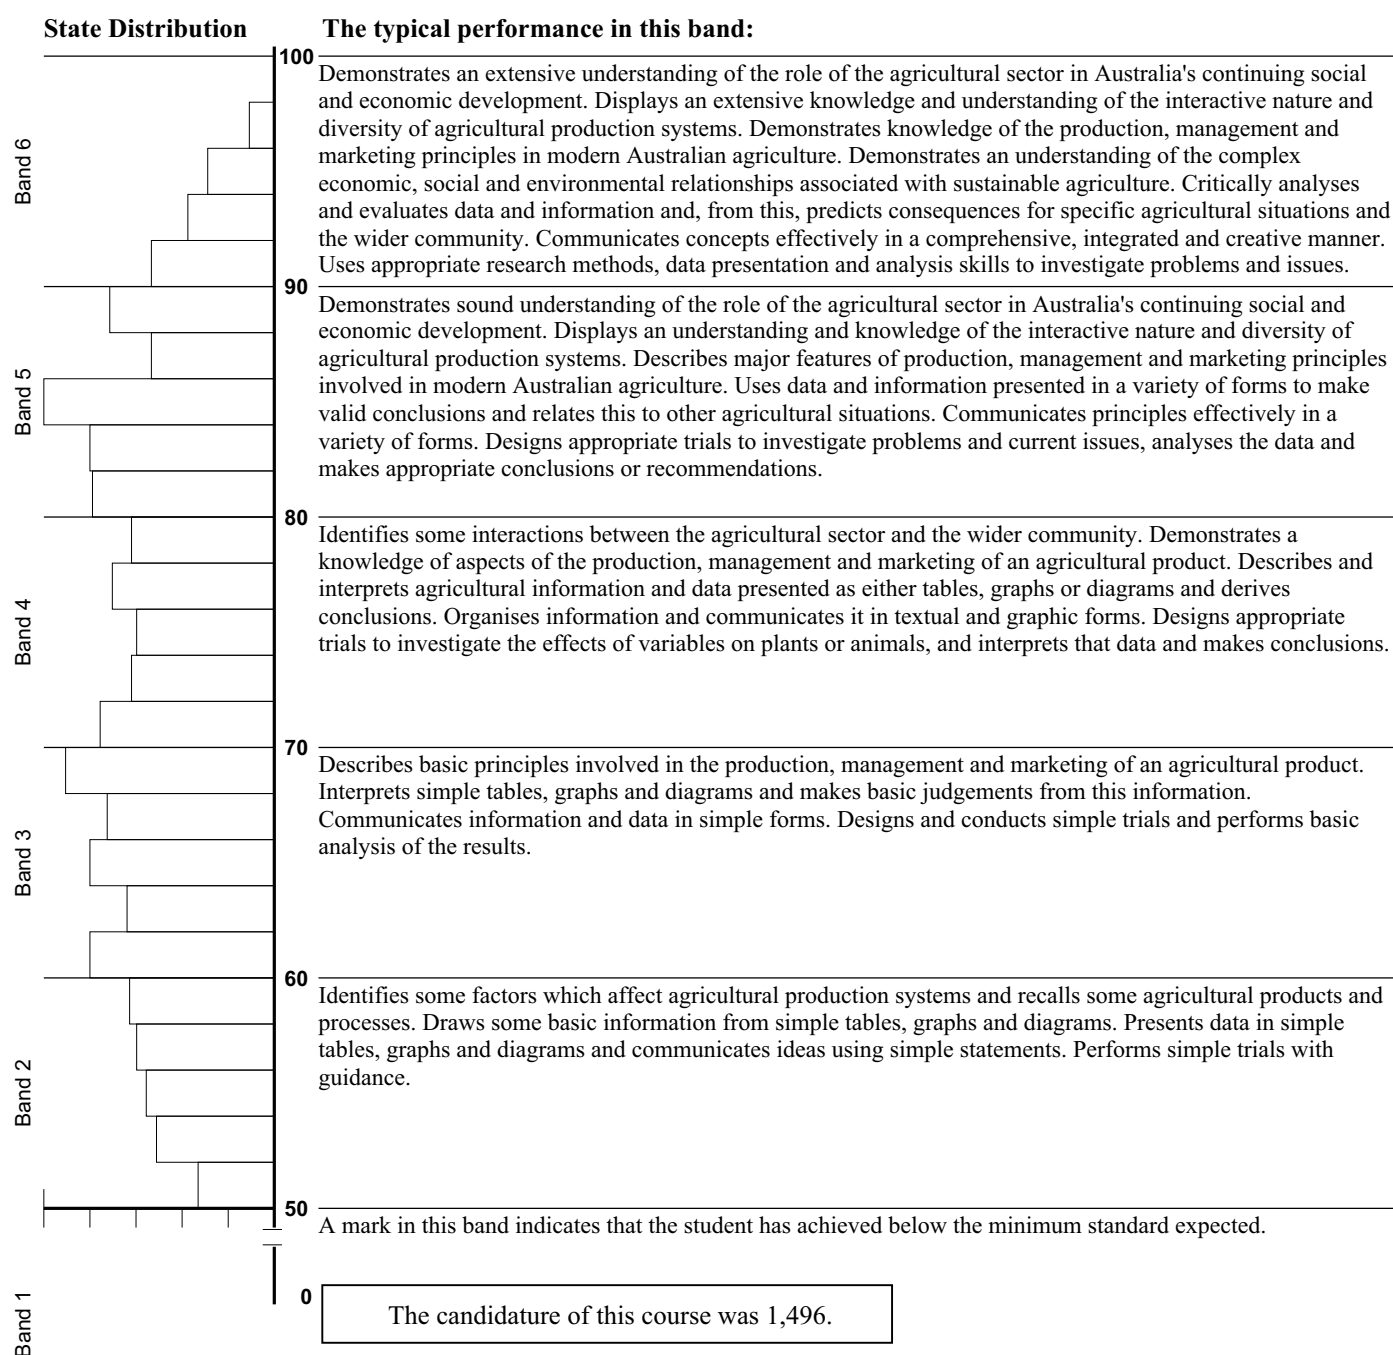 State Distribution
The typical performance in this band:
100
Band 6
Demonstrates an extensive understanding of the role of the agricultural sector in Australia's continuing social
and economic development. Displays an extensive knowledge and understanding of the interactive nature and
diversity of agricultural production systems. Demonstrates knowledge of the production, management and
marketing principles in modern Australian agriculture. Demonstrates an understanding of the complex
economic, social and environmental relationships associated with sustainable agriculture. Critically analyses
and evaluates data and information and, from this, predicts consequences for specific agricultural situations and
the wider community. Communicates concepts effectively in a comprehensive, integrated and creative manner.
Uses appropriate research methods, data presentation and analysis skills to investigate problems and issues.
90
Band 5
Demonstrates sound understanding of the role of the agricultural sector in Australia's continuing social and
economic development. Displays an understanding and knowledge of the interactive nature and diversity of
agricultural production systems. Describes major features of production, management and marketing principles
involved in modern Australian agriculture. Uses data and information presented in a variety of forms to make
valid conclusions and relates this to other agricultural situations. Communicates principles effectively in a
variety of forms. Designs appropriate trials to investigate problems and current issues, analyses the data and
makes appropriate conclusions or recommendations.
80
Band 4
Identifies some interactions between the agricultural sector and the wider community. Demonstrates a
knowledge of aspects of the production, management and marketing of an agricultural product. Describes and
interprets agricultural information and data presented as either tables, graphs or diagrams and derives
conclusions. Organises information and communicates it in textual and graphic forms. Designs appropriate
trials to investigate the effects of variables on plants or animals, and interprets that data and makes conclusions.
70
Band 3
Describes basic principles involved in the production, management and marketing of an agricultural product.
Interprets simple tables, graphs and diagrams and makes basic judgements from this information.
Communicates information and data in simple forms. Designs and conducts simple trials and performs basic
analysis of the results.
60
Band 2
Identifies some factors which affect agricultural production systems and recalls some agricultural products and
processes. Draws some basic information from simple tables, graphs and diagrams. Presents data in simple
tables, graphs and diagrams and communicates ideas using simple statements. Performs simple trials with
guidance.
50
A mark in this band indicates that the student has achieved below the minimum standard expected.
0
Band 1
The candidature of this course was 1,496.